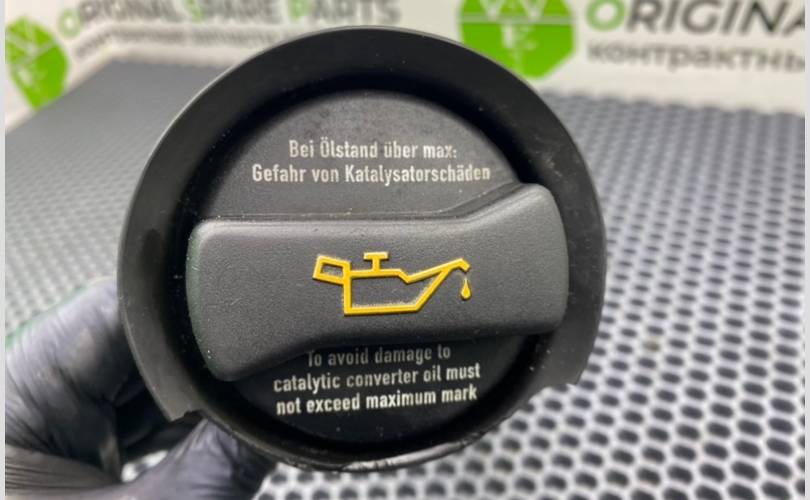 ORIGINAL SPARE PARTS
ORIGINA
контрактны
Bei Ölstand über max:
Gefahr von Katalysatorschäden
To avoid damage to
catalytic converter oil must
not exceed maximum mark